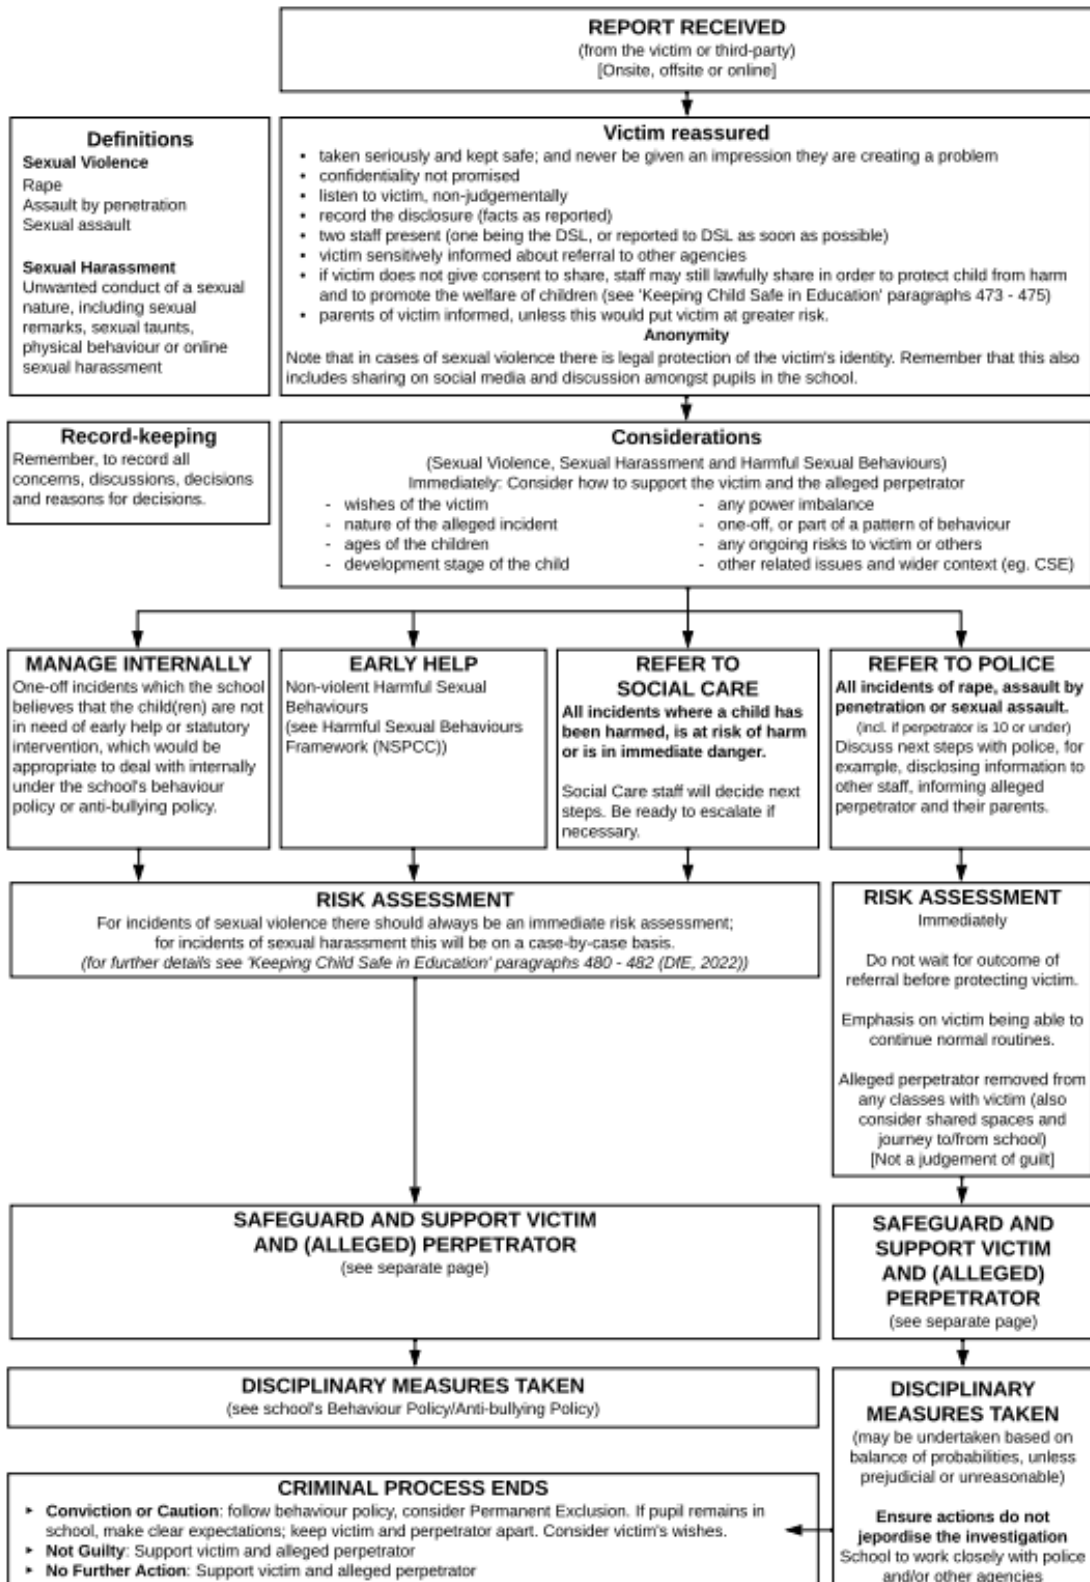 REPORT RECEIVED
(from the victim or third-party)
[Onsite, offsite or online]
Definitions
Sexual Violence
Rape
Assault by penetration
Sexual assault
Sexual Harassment
Unwanted conduct of a sexual
nature, including sexual
remarks, sexual taunts,
physical behaviour or online
sexual harassment
Victim reassured
• taken seriously and kept safe; and never be given an impression they are creating a problem
• confidentiality not promised
• listen to victim, non-judgementally
• record the disclosure (facts as reported)
• two staff present (one being the DSL, or reported to DSL as soon as possible)
• victim sensitively informed about referral to other agencies
• if victim does not give consent to share, staff may still lawfully share in order to protect child from harm
and to promote the welfare of children (see 'Keeping Child Safe in Education' paragraphs 473 - 475)
• parents of victim informed, unless this would put victim at greater risk.
Anonymity
Note that in cases of sexual violence there is legal protection of the victim's identity. Remember that this also
includes sharing on social media and discussion amongst pupils in the school.
Record-keeping
Remember, to record all
concerns, discussions, decisions
and reasons for decisions.
Considerations
(Sexual Violence, Sexual Harassment and Harmful Sexual Behaviours)
Immediately: Consider how to support the victim and the alleged perpetrator
- wishes of the victim
- nature of the alleged incident
- ages of the children
- development stage of the child
- any power imbalance
- one-off, or part of a pattern of behaviour
- any ongoing risks to victim or others
- other related issues and wider context (eg. CSE)
MANAGE INTERNALLY
One-off incidents which the school
believes that the child(ren) are not
in need of early help or statutory
intervention, which would be
appropriate to deal with internally
under the school's behaviour
policy or anti-bullying policy.
EARLY HELP
Non-violent Harmful Sexual
Behaviours
(see Harmful Sexual Behaviours
Framework (NSPCC))
REFER TO
SOCIAL CARE
All incidents where a child has
been harmed, is at risk of harm
or is in immediate danger.
Social Care staff will decide next
steps. Be ready to escalate if
necessary.
REFER TO POLICE
All incidents of rape, assault by
penetration or sexual assault.
(incl. if perpetrator is 10 or under)
Discuss next steps with police, for
example, disclosing information to
other staff, informing alleged
perpetrator and their parents.
RISK ASSESSMENT
For incidents of sexual violence there should always be an immediate risk assessment;
for incidents of sexual harassment this will be on a case-by-case basis.
(for further details see 'Keeping Child Safe in Education' paragraphs 480 - 482 (DfE, 2022))
RISK ASSESSMENT
Immediately
Do not wait for outcome of
referral before protecting victim.
Emphasis on victim being able to
continue normal routines.
Alleged perpetrator removed from
any classes with victim (also
consider shared spaces and
journey to/from school)
[Not a judgement of guilt]
SAFEGUARD AND SUPPORT VICTIM
AND (ALLEGED) PERPETRATOR
(see separate page)
SAFEGUARD AND
SUPPORT VICTIM
AND (ALLEGED)
PERPETRATOR
(see separate page)
DISCIPLINARY MEASURES TAKEN
(see school's Behaviour Policy/Anti-bullying Policy)
DISCIPLINARY
MEASURES TAKEN
(may be undertaken based on
balance of probabilities, unless
prejudicial or unreasonable)
Ensure actions do not
jepordise the investigation
School to work closely with police
and/or other agencies
CRIMINAL PROCESS ENDS
▸ Conviction or Caution: follow behaviour policy, consider Permanent Exclusion. If pupil remains in
school, make clear expectations; keep victim and perpetrator apart. Consider victim's wishes.
▸ Not Guilty: Support victim and alleged perpetrator
▸ No Further Action: Support victim and alleged perpetrator